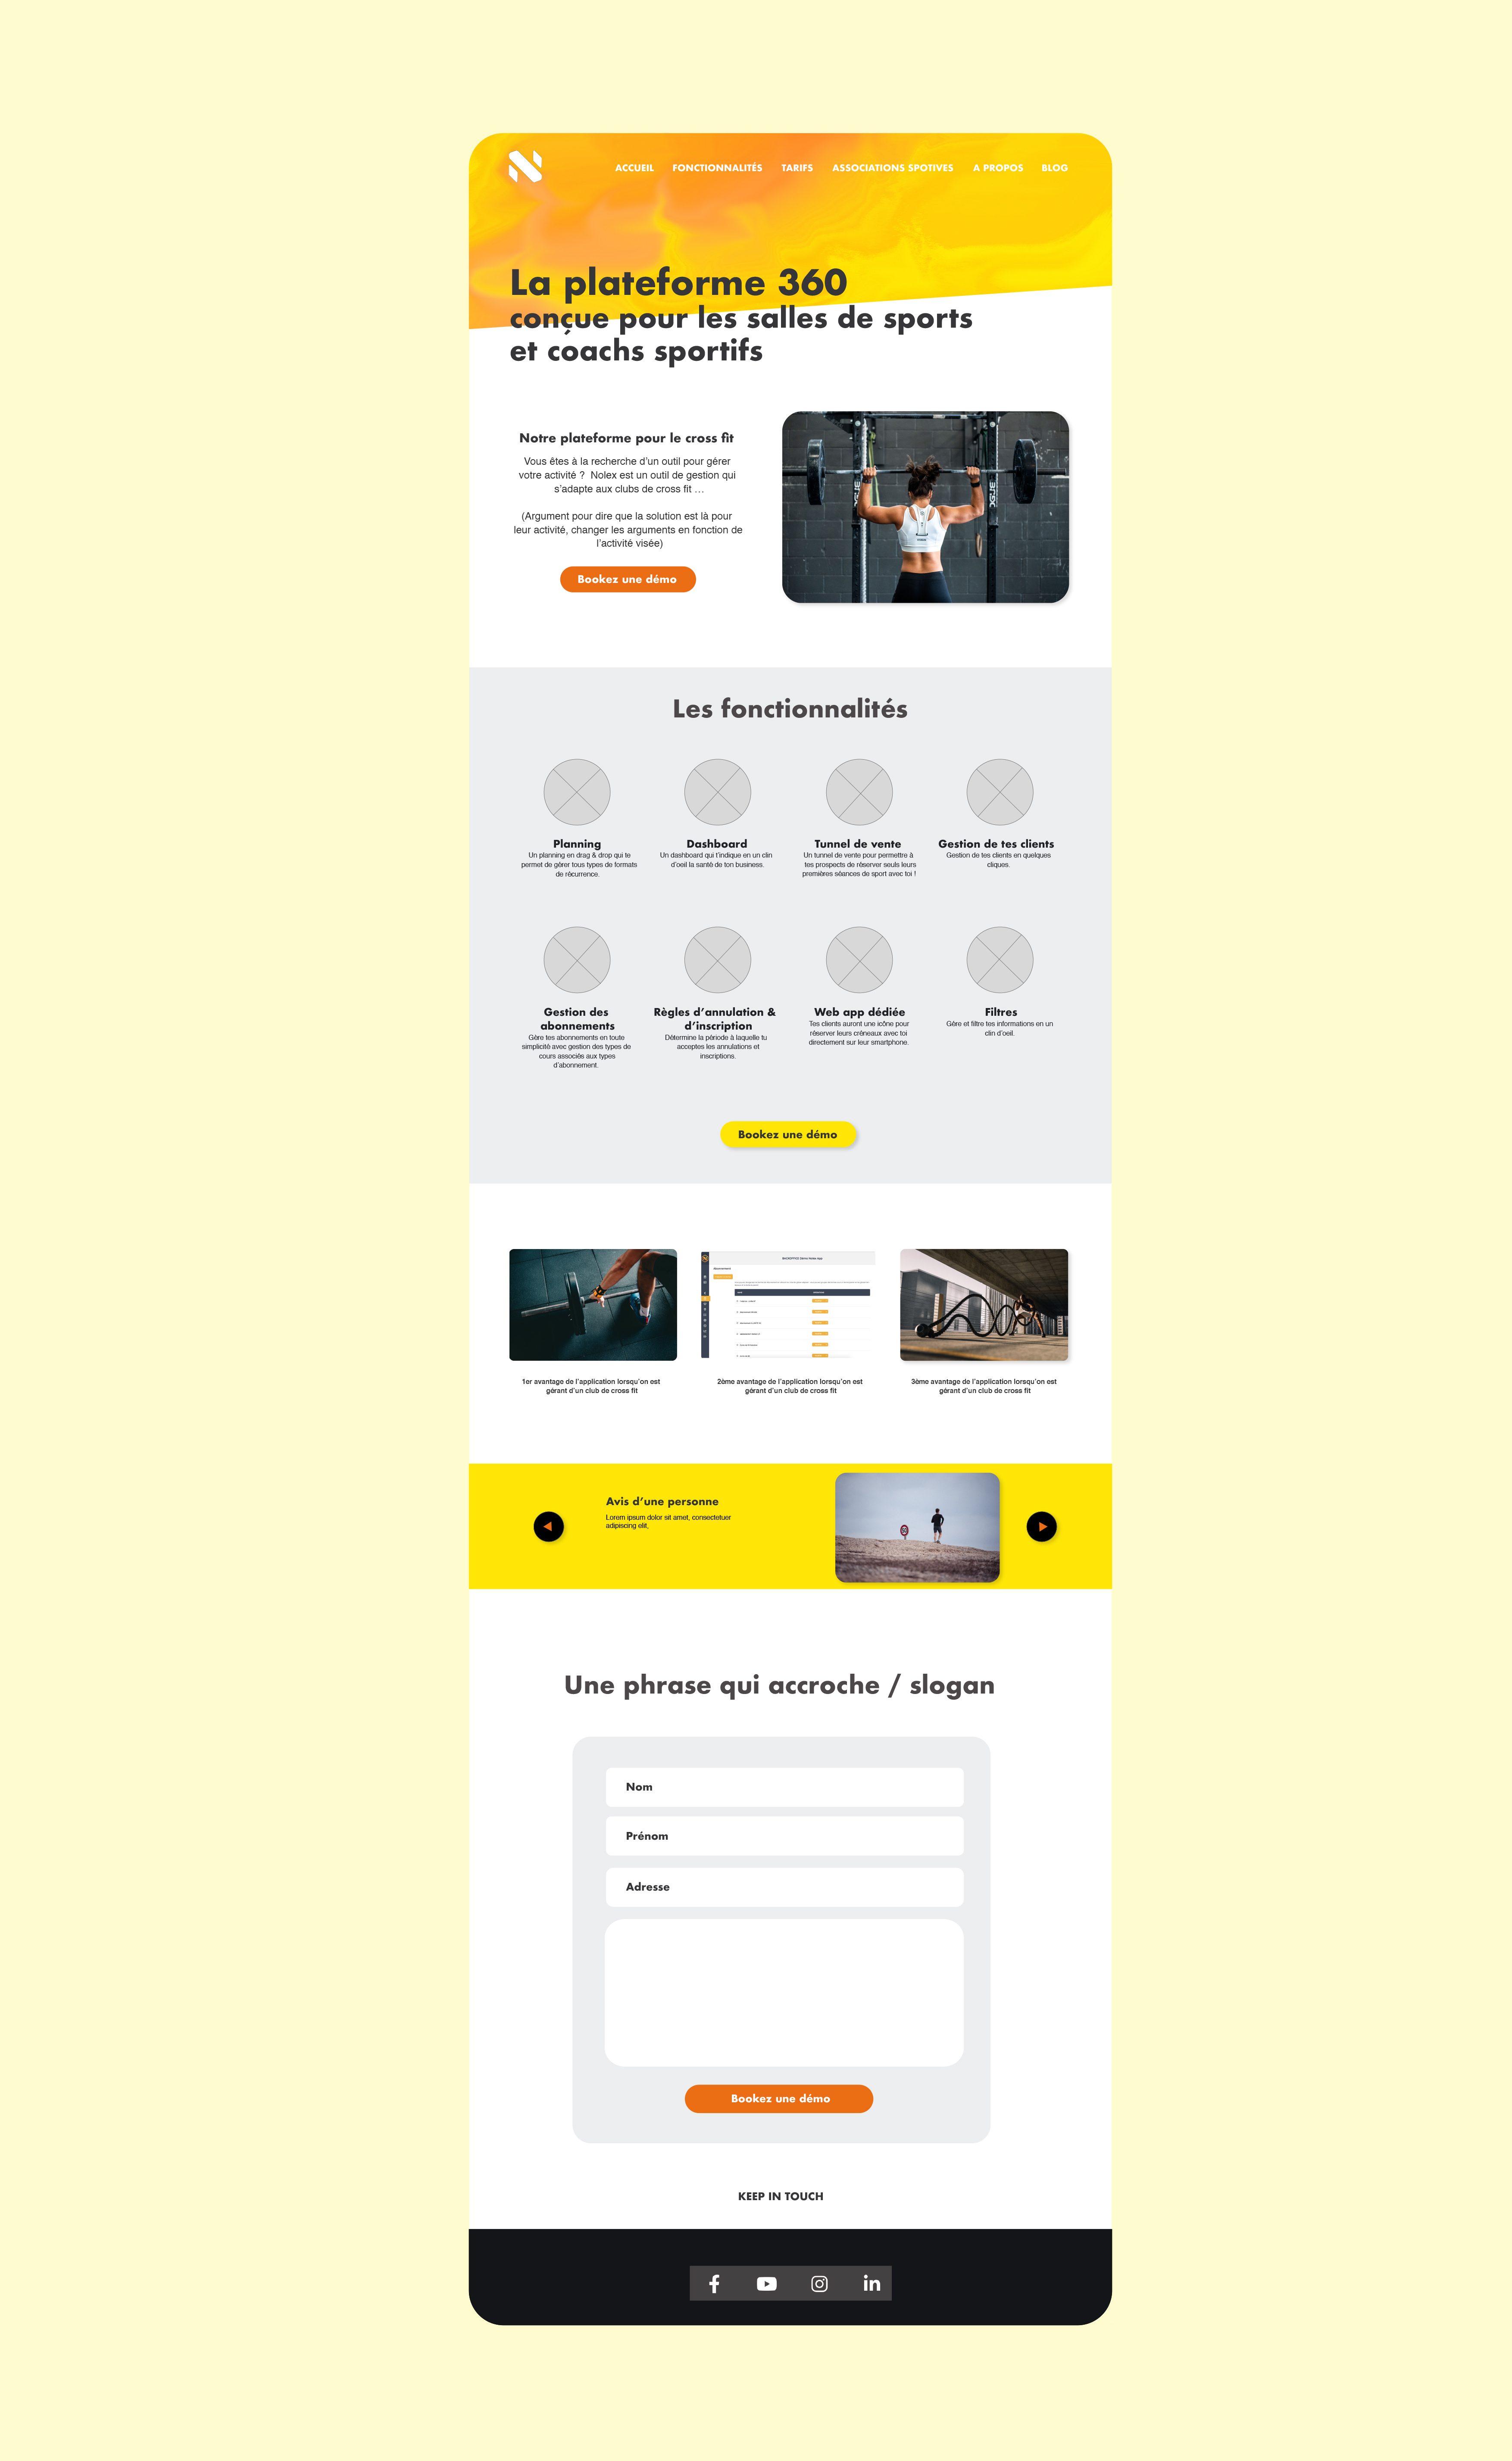 ACCUEIL FONCTIONNALITÉS TARIFS ASSOCIATIONS SPOTIVES A PROPOS BLOG
La plateforme 360
conçue pour les salles de sports
et coachs sportifs
Notre plateforme pour le cross fit
Vous êtes à la recherche d'un outil pour gérer
votre activité ? Nolex est un outil de gestion qui
s'adapte aux clubs de cross fit …
(Argument pour dire que la solution est là pour
leur activité, changer les arguments en fonction de
l'activité visée)
Bookez une démo
Les fonctionnalités
Planning
Un planning en drag & drop qui te
permet de gérer tous types de formats
de récurrence.
Dashboard
Un dashboard qui t'indique en un clin
d'oeil la santé de ton business.
Tunnel de vente
Un tunnel de vente pour permettre à
tes prospects de réserver seuls leurs
premières séances de sport avec toi !
Gestion de tes clients
Gestion de tes clients en quelques
cliques.
Gestion des
abonnements
Gère tes abonnements en toute
simplicité avec gestion des types de
cours associés aux types
d'abonnement.
Règles d'annulation &
d'inscription
Détermine la période à laquelle tu
acceptes les annulations et
inscriptions.
Web app dédiée
Tes clients auront une icône pour
réserver leurs créneaux avec toi
directement sur leur smartphone.
Filtres
Gère et filtre tes informations en un
clin d'oeil.
Bookez une démo
1er avantage de l'application lorsqu'on est
gérant d'un club de cross fit
2ème avantage de l'application lorsqu'on est
gérant d'un club de cross fit
3ème avantage de l'application lorsqu'on est
gérant d'un club de cross fit
Avis d'une personne
Lorem ipsum dolor sit amet, consectetuer
adipiscing elit,
Une phrase qui accroche / slogan
Nom
Prénom
Adresse
Bookez une démo
KEEP IN TOUCH